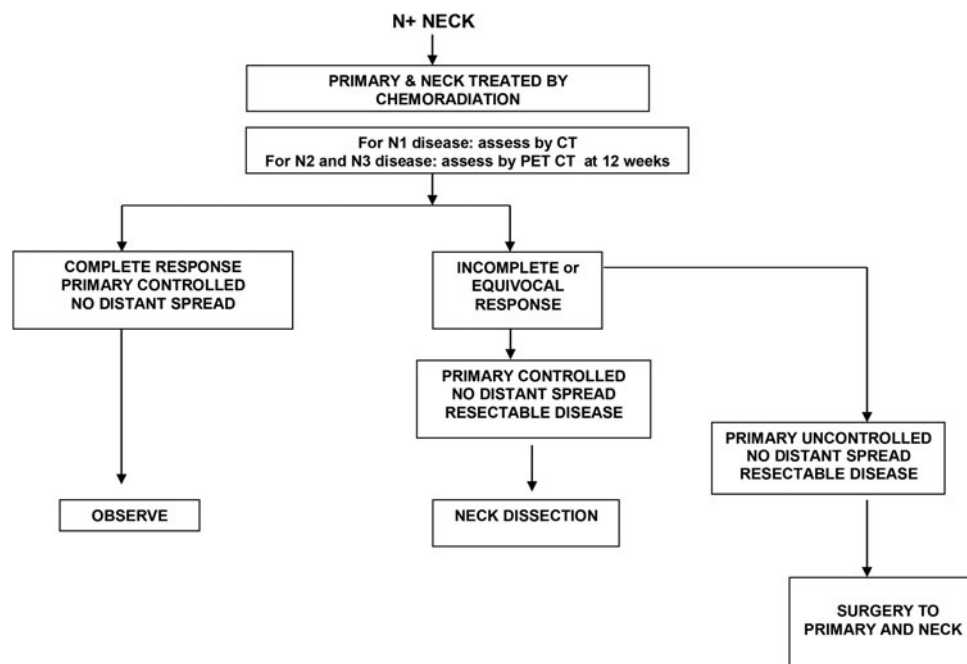 N+ NECK
PRIMARY & NECK TREATED BY
CHEMORADIATION
For N1 disease: assess by CT
For N2 and N3 disease: assess by PET CT at 12 weeks
COMPLETE RESPONSE
PRIMARY CONTROLLED
NO DISTANT SPREAD
INCOMPLETE or
EQUIVOCAL
RESPONSE
PRIMARY CONTROLLED
NO DISTANT SPREAD
RESECTABLE DISEASE
PRIMARY UNCONTROLLED
NO DISTANT SPREAD
RESECTABLE DISEASE
OBSERVE
NECK DISSECTION
SURGERY TO
PRIMARY AND NECK